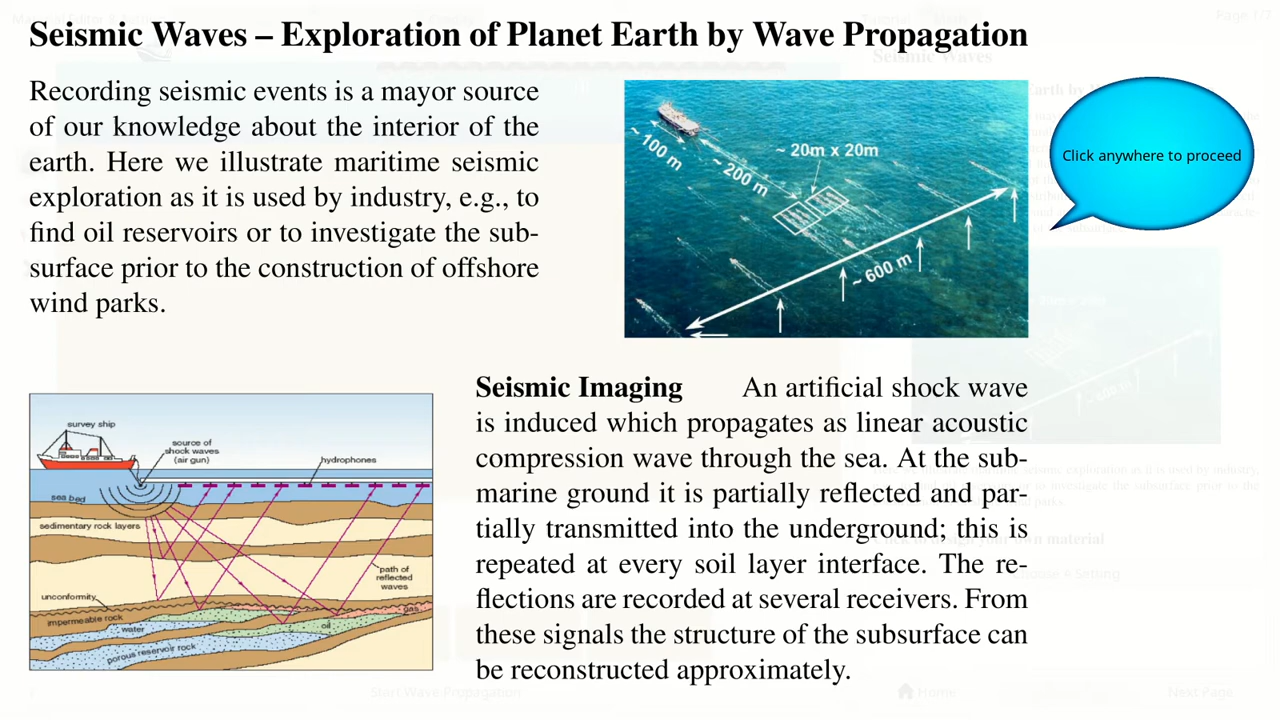 Seismic Waves – Exploration of Planet Earth by Wave Propagation
Recording seismic events is a mayor source
of our knowledge about the interior of the
earth. Here we illustrate maritime seismic
exploration as it is used by industry, e.g., to
find oil reservoirs or to investigate the sub-
surface prior to the construction of offshore
wind parks.
~ 100 m
~ 200 m
~ 20m x 20m
~ 600 m
Click anywhere to proceed
survey ship
source of
shock waves
(air gun)
hydrophones
sea bed
sedimentary rock layers
path of
reflected
waves
unconformity
impermeable rock
gas
water
oil
porous reservoir rock
Seismic Imaging An artificial shock wave
is induced which propagates as linear acoustic
compression wave through the sea. At the sub-
marine ground it is partially reflected and par-
tially transmitted into the underground; this is
repeated at every soil layer interface. The re-
flections are recorded at several receivers. From
these signals the structure of the subsurface can
be reconstructed approximately.
Start Wave Propagation
Home
Next Page